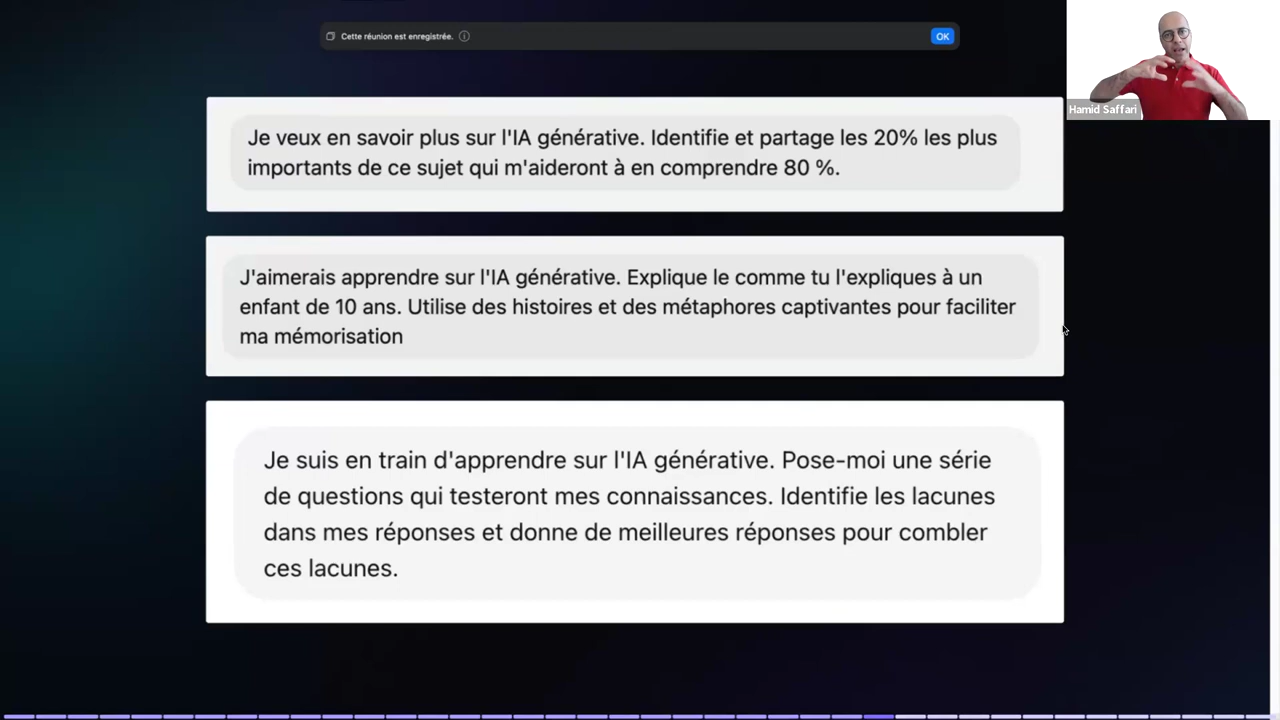 Cette réunion est enregistrée.
OK
Hamid Saffari
Je veux en savoir plus sur l'IA générative. Identifie et partage les 20% les plus
importants de ce sujet qui m'aideront à en comprendre 80 %.
J'aimerais apprendre sur l'IA générative. Explique le comme tu l'expliques à un
enfant de 10 ans. Utilise des histoires et des métaphores captivantes pour faciliter
ma mémorisation
Je suis en train d'apprendre sur l'IA générative. Pose-moi une série
de questions qui testeront mes connaissances. Identifie les lacunes
dans mes réponses et donne de meilleures réponses pour combler
ces lacunes.